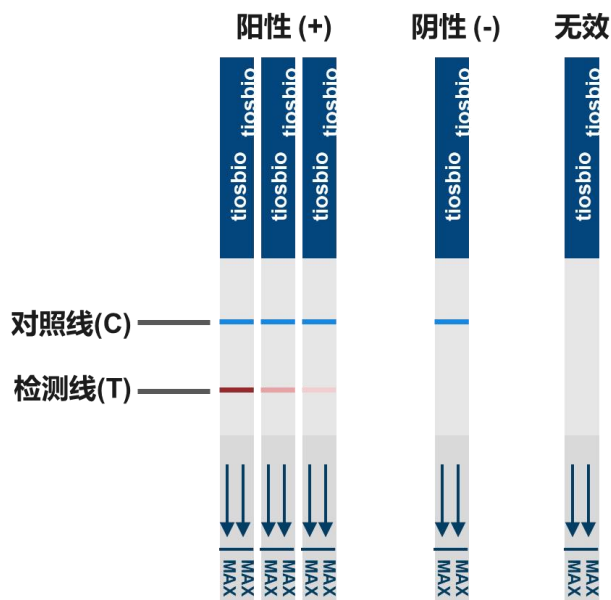 阳性 (+) 阴性 (-) 无效
tiosbio tiosbio tiosbio tiosbio tiosbio
tiosbio tiosbio tiosbio tiosbio tiosbio
对照线(C)
检测线(T)
MAX MAX MAX MAX MAX MAX MAX MAX MAX MAX